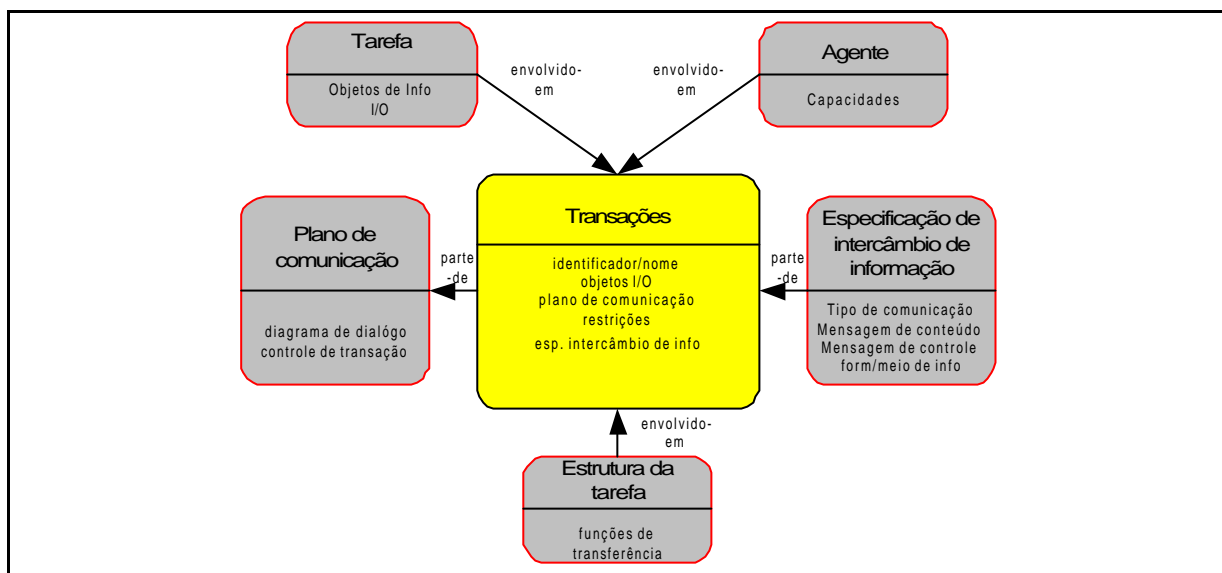 Tarefa
Objetos de Info
I/O
envolvido-
em
envolvido-
em
Agente
Capacidades
Plano de
comunicação
diagrama de dialógo
controle de transação
parte
-de
Transações
identificador/nome
objetos I/O
plano de comunicação
restrições
esp. intercâmbio de info
parte
-de
Especificação de
intercâmbio de
informação
Tipo de comunicação
Mensagem de conteúdo
Mensagem de controle
form/meio de info
envolvido-
em
Estrutura da
tarefa
funções de
transferência